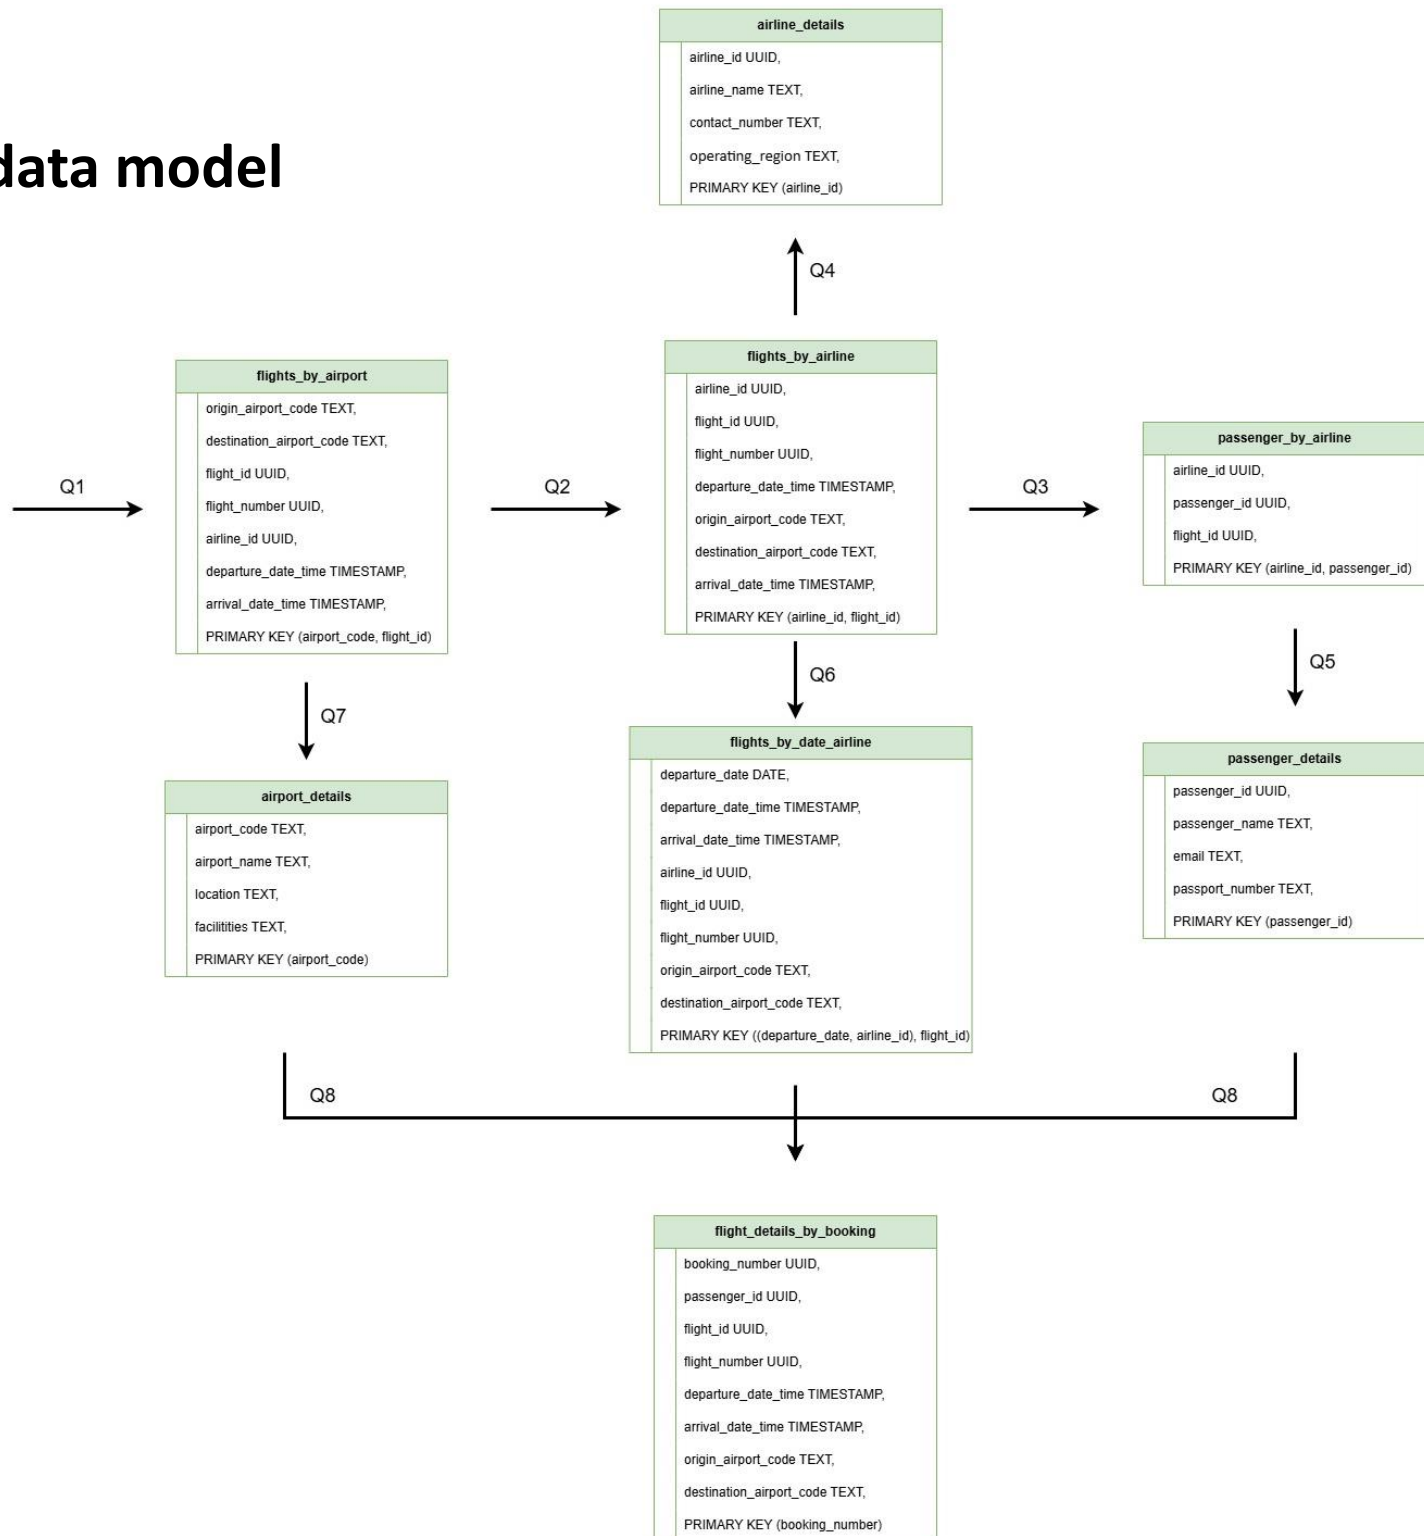 data model
airline_details
airline_id UUID,
airline_name TEXT,
contact_number TEXT,
operating_region TEXT,
PRIMARY KEY (airline_id)
Q4
flights_by_airport
origin_airport_code TEXT,
destination_airport_code TEXT,
flight_id UUID,
flight_number UUID,
airline_id UUID,
departure_date_time TIMESTAMP,
arrival_date_time TIMESTAMP,
PRIMARY KEY (airport_code, flight_id)
Q1
Q2
flights_by_airline
airline_id UUID,
flight_id UUID,
flight_number UUID,
departure_date_time TIMESTAMP,
origin_airport_code TEXT,
destination_airport_code TEXT,
arrival_date_time TIMESTAMP,
PRIMARY KEY (airline_id, flight_id)
Q3
passenger_by_airline
airline_id UUID,
passenger_id UUID,
flight_id UUID,
PRIMARY KEY (airline_id, passenger_id)
Q7
Q6
Q5
airport_details
airport_code TEXT,
airport_name TEXT,
location TEXT,
facilitities TEXT,
PRIMARY KEY (airport_code)
flights_by_date_airline
departure_date DATE,
departure_date_time TIMESTAMP,
arrival_date_time TIMESTAMP,
airline_id UUID,
flight_id UUID,
flight_number UUID,
origin_airport_code TEXT,
destination_airport_code TEXT,
PRIMARY KEY ((departure_date, airline_id), flight_id)
passenger_details
passenger_id UUID,
passenger_name TEXT,
email TEXT,
passport_number TEXT,
PRIMARY KEY (passenger_id)
Q8
Q8
flight_details_by_booking
booking_number UUID,
passenger_id UUID,
flight_id UUID,
flight_number UUID,
departure_date_time TIMESTAMP,
arrival_date_time TIMESTAMP,
origin_airport_code TEXT,
destination_airport_code TEXT,
PRIMARY KEY (booking_number)